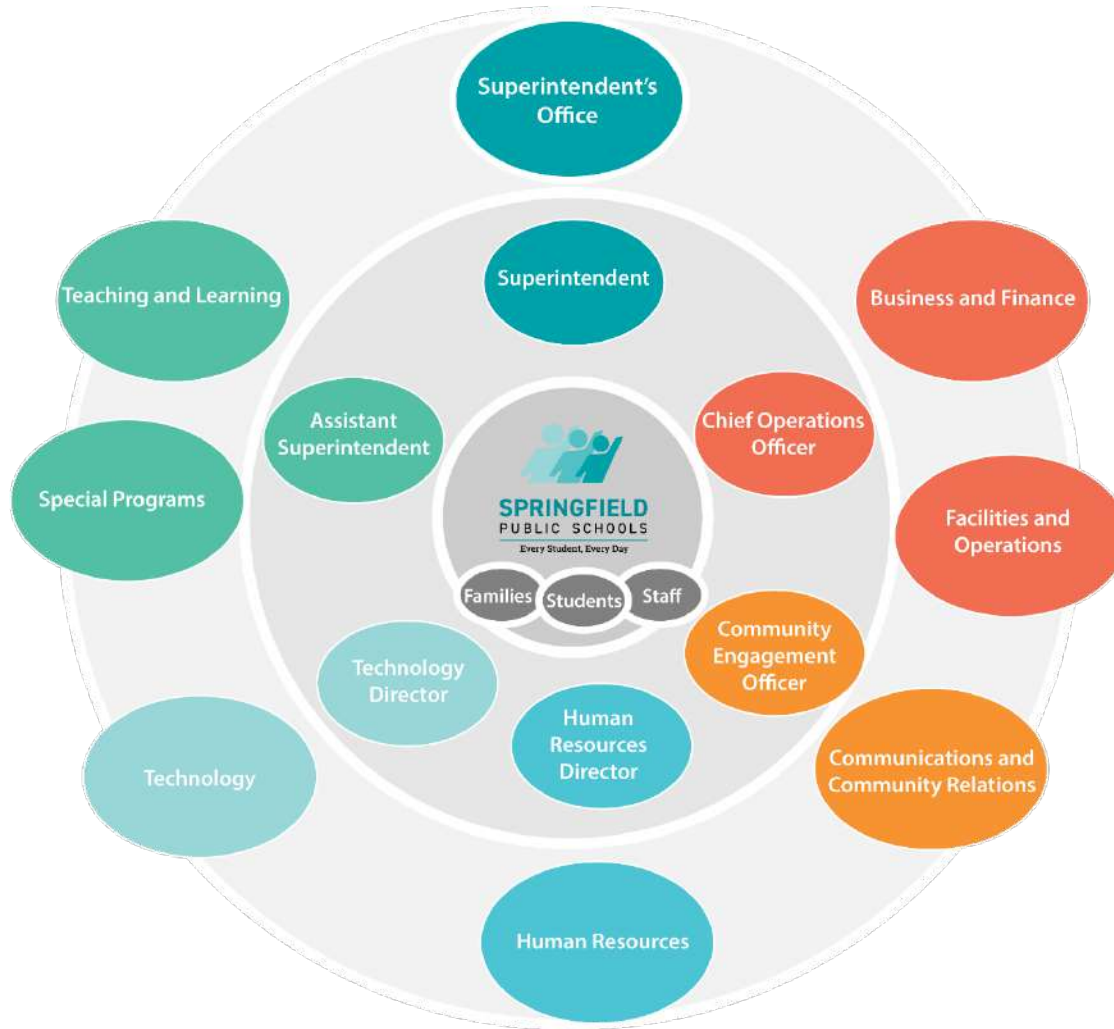 Superintendent's
Office
Superintendent
Teaching and Learning
Business and Finance
Assistant
Superintendent
Chief Operations
Officer
SPRINGFIELD
PUBLIC SCHOOLS
Every Student, Every Day
Special Programs
Facilities and
Operations
Families
Students
Staff
Community
Engagement
Officer
Technology
Director
Human
Resources
Director
Technology
Communications and
Community Relations
Human Resources